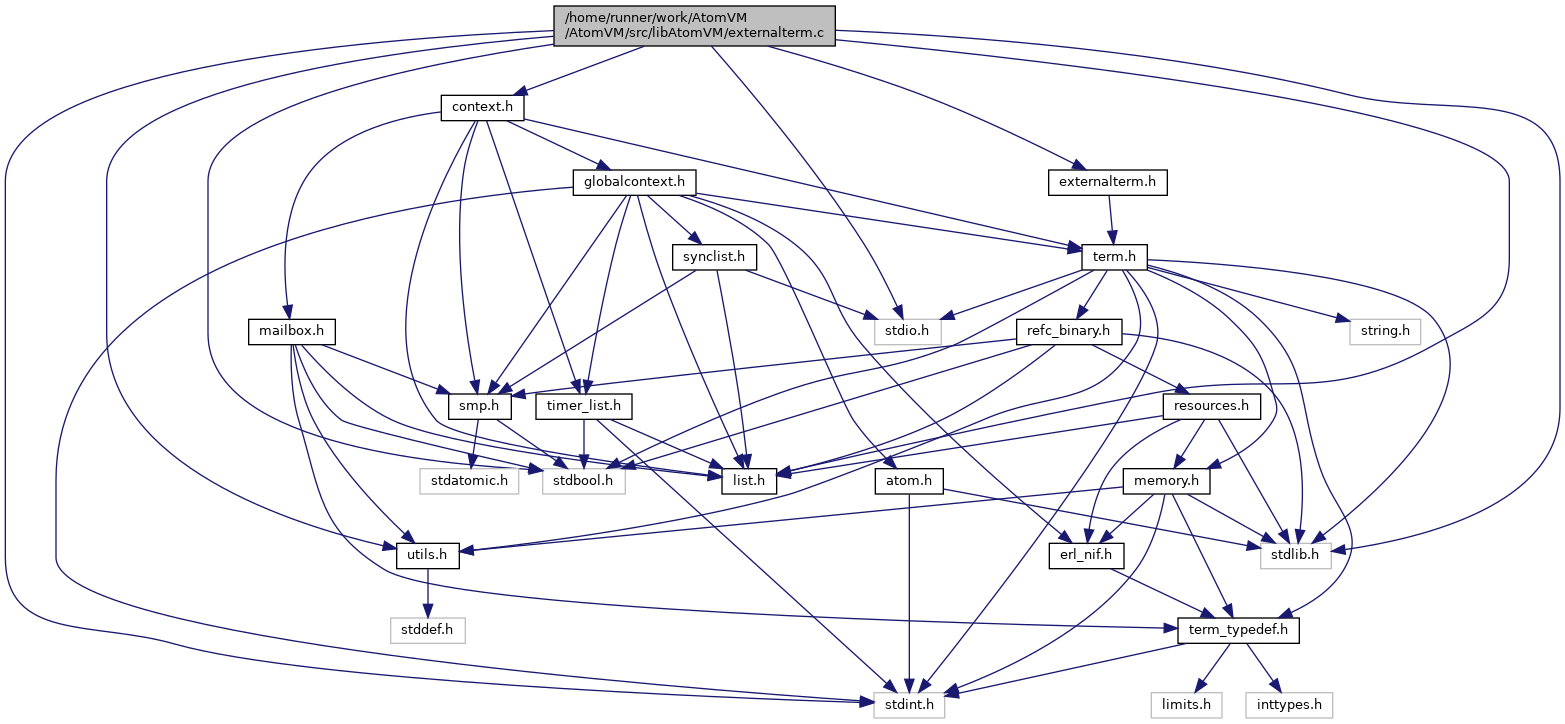 /home/runner/work/AtomVM
/AtomVM/src/libAtomVM/externalterm.c
context.h
globalcontext.h
externalterm.h
synclist.h
term.h
mailbox.h
stdio.h
refc_binary.h
string.h
smp.h
timer_list.h
resources.h
stdatomic.h
stdbool.h
list.h
atom.h
memory.h
utils.h
erl_nif.h
stdlib.h
stddef.h
term_typedef.h
stdint.h
limits.h
inttypes.h